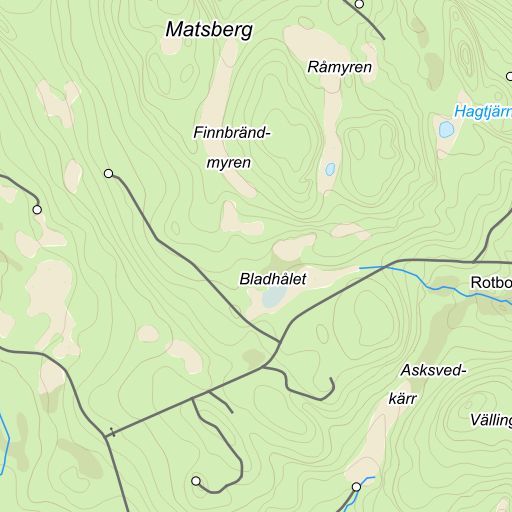 Matsberg
Råmyren
Hagtjärn
Finnbränd-
myren
Bladhålet
Rotbo
Asksved-
kärr
Välling